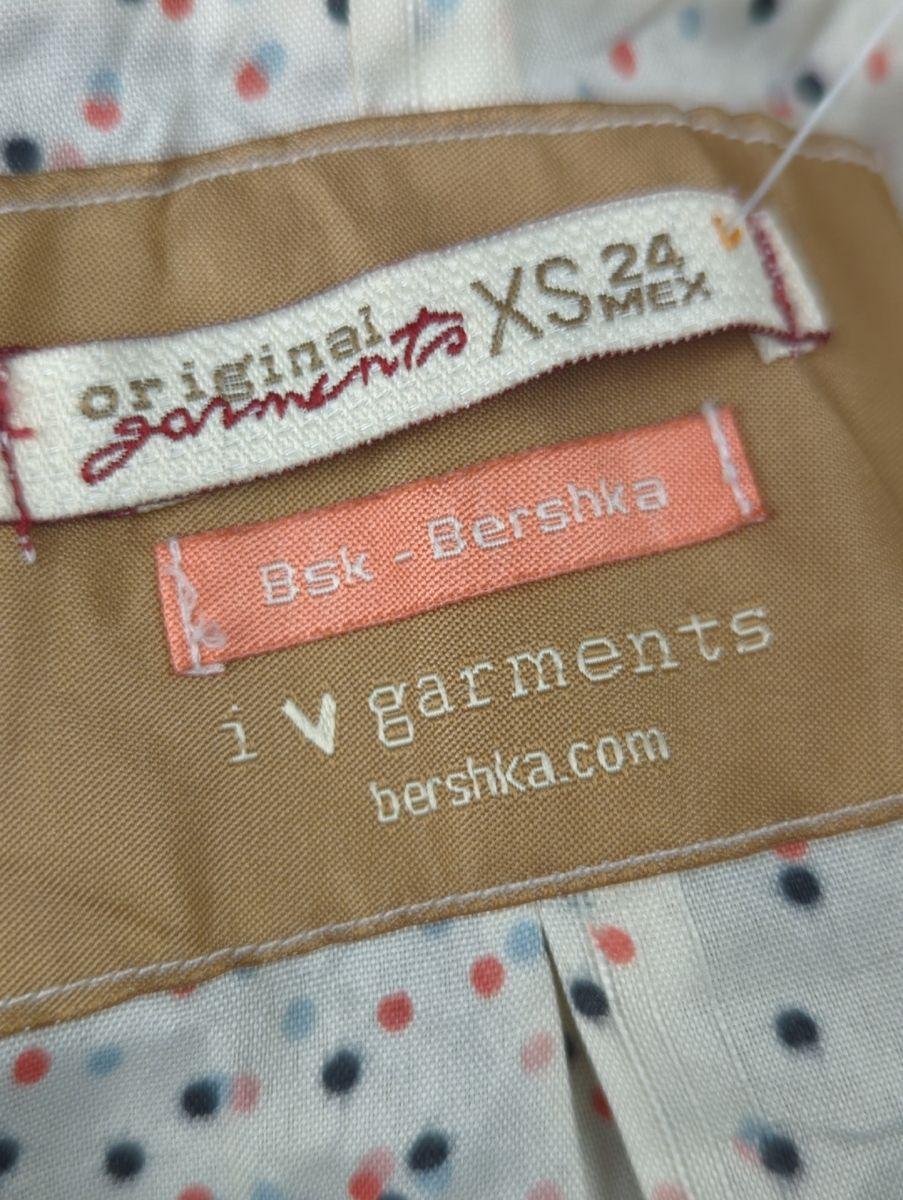 original XS 24
garments MEX
Bsk - Bershka
i V garments
bershka.com